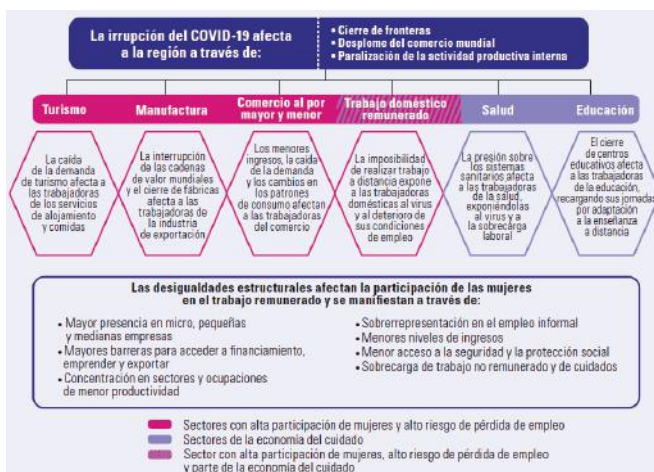 La irrupción del COVID-19 afecta
a la región a través de:
• Cierre de fronteras
• Desplome del comercio mundial
• Paralización de la actividad productiva interna
Turismo
Manufactura
Comercio al por
mayor y menor
Trabajo doméstico
remunerado
Salud
Educación
La caída
de la demanda
de turismo afecta a
las trabajadoras
de los servicios
de alojamiento y
comidas
La interrupción
de las cadenas
de valor mundiales
y el cierre de fábricas
afecta a las
trabajadoras de
la industria
de exportación
Los menores
ingresos, la caída
de la demanda
y los cambios en
los patrones
de consumo afectan
a las trabajadoras
del comercio
La imposibilidad
de realizar trabajo
a distancia expone
a las trabajadoras
domésticas al virus
y al deterioro de
sus condiciones
de empleo
La presión sobre
los sistemas
sanitarios afecta
a las trabajadoras
de la salud,
exponiéndolas
al virus y a
la sobrecarga
laboral
El cierre
de centros
educativos afecta
a las trabajadoras
de la educación,
recargando sus jornadas
por adaptación
a la enseñanza
a distancia
Las desigualdades estructurales afectan la participación de las mujeres
en el trabajo remunerado y se manifiestan a través de:
• Mayor presencia en micro, pequeñas
y medianas empresas
• Mayores barreras para acceder a financiamiento,
emprender y exportar
• Concentración en sectores y ocupaciones
de menor productividad
• Sobrerrepresentación en el empleo informal
• Menores niveles de ingresos
• Menor acceso a la seguridad y la protección social
• Sobrecarga de trabajo no remunerado y de cuidados
Sectores con alta participación de mujeres y alto riesgo de pérdida de empleo
Sectores de la economía del cuidado
Sector con alta participación de mujeres, alto riesgo de pérdida de empleo
y parte de la economía del cuidado